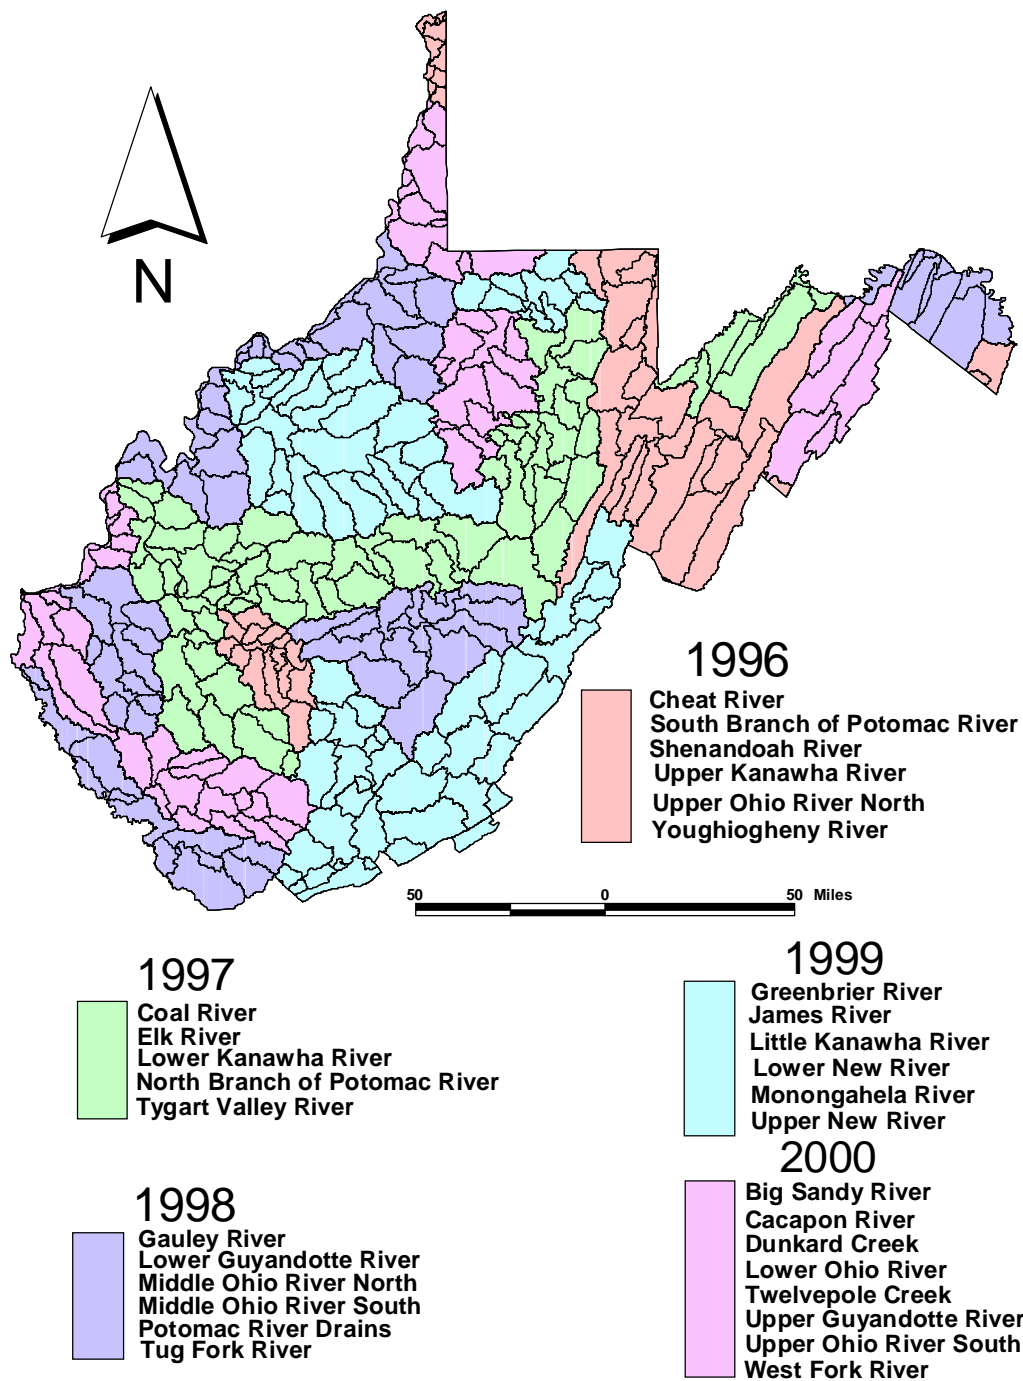 N
1996
Cheat River
South Branch of Potomac River
Shenandoah River
Upper Kanawha River
Upper Ohio River North
Youghiogheny River
50 0 50 Miles
1997
Coal River
Elk River
Lower Kanawha River
North Branch of Potomac River
Tygart Valley River
1999
Greenbrier River
James River
Little Kanawha River
Lower New River
Monongahela River
Upper New River
1998
Gauley River
Lower Guyandotte River
Middle Ohio River North
Middle Ohio River South
Potomac River Drains
Tug Fork River
2000
Big Sandy River
Cacapon River
Dunkard Creek
Lower Ohio River
Twelvepole Creek
Upper Guyandotte River
Upper Ohio River South
West Fork River